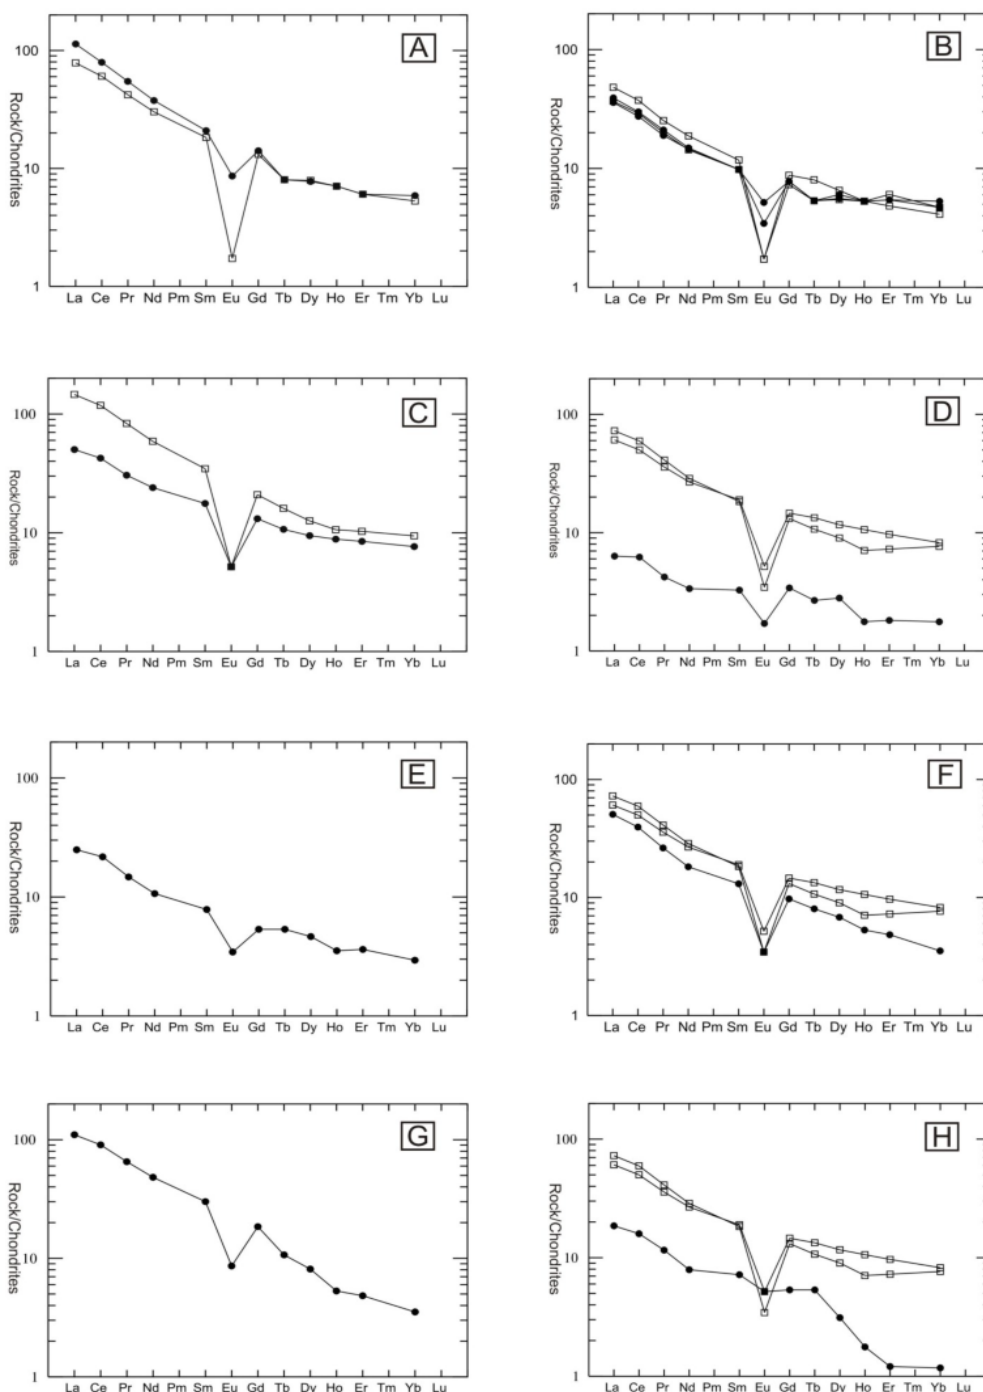 A
B
100
100
Rock/Chondrites
Rock/Chondrites
10
10
1
1
La Ce Pr Nd Pm Sm Eu Gd Tb Dy Ho Er Tm Yb Lu
La Ce Pr Nd Pm Sm Eu Gd Tb Dy Ho Er Tm Yb Lu
C
D
100
100
Rock/Chondrites
Rock/Chondrites
10
10
1
1
La Ce Pr Nd Pm Sm Eu Gd Tb Dy Ho Er Tm Yb Lu
La Ce Pr Nd Pm Sm Eu Gd Tb Dy Ho Er Tm Yb Lu
E
F
100
100
Rock/Chondrites
Rock/Chondrites
10
10
1
1
La Ce Pr Nd Pm Sm Eu Gd Tb Dy Ho Er Tm Yb Lu
La Ce Pr Nd Pm Sm Eu Gd Tb Dy Ho Er Tm Yb Lu
G
H
100
100
Rock/Chondrites
Rock/Chondrites
10
10
1
1
La Ce Pr Nd Pm Sm Eu Gd Tb Dy Ho Er Tm Yb Lu
La Ce Pr Nd Pm Sm Eu Gd Tb Dy Ho Er Tm Yb Lu